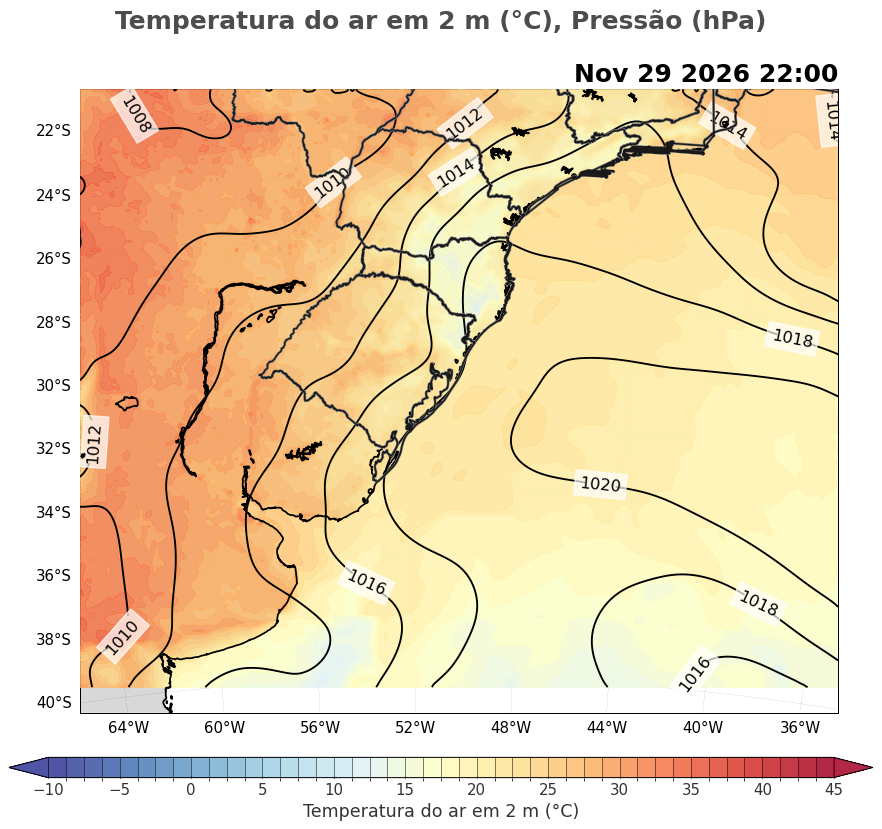 Temperatura do ar em 2 m (°C), Pressão (hPa)
Nov 29 2026 22:00
1008
1012
1014
1014
22°S
1014
1010
24°S
26°S
28°S
1018
30°S
1012
32°S
1020
34°S
1016
36°S
1018
1010
38°S
1016
40°S
64°W 60°W 56°W 52°W 48°W 44°W 40°W 36°W
−10 −5 0 5 10 15 20 25 30 35 40 45
Temperatura do ar em 2 m (°C)